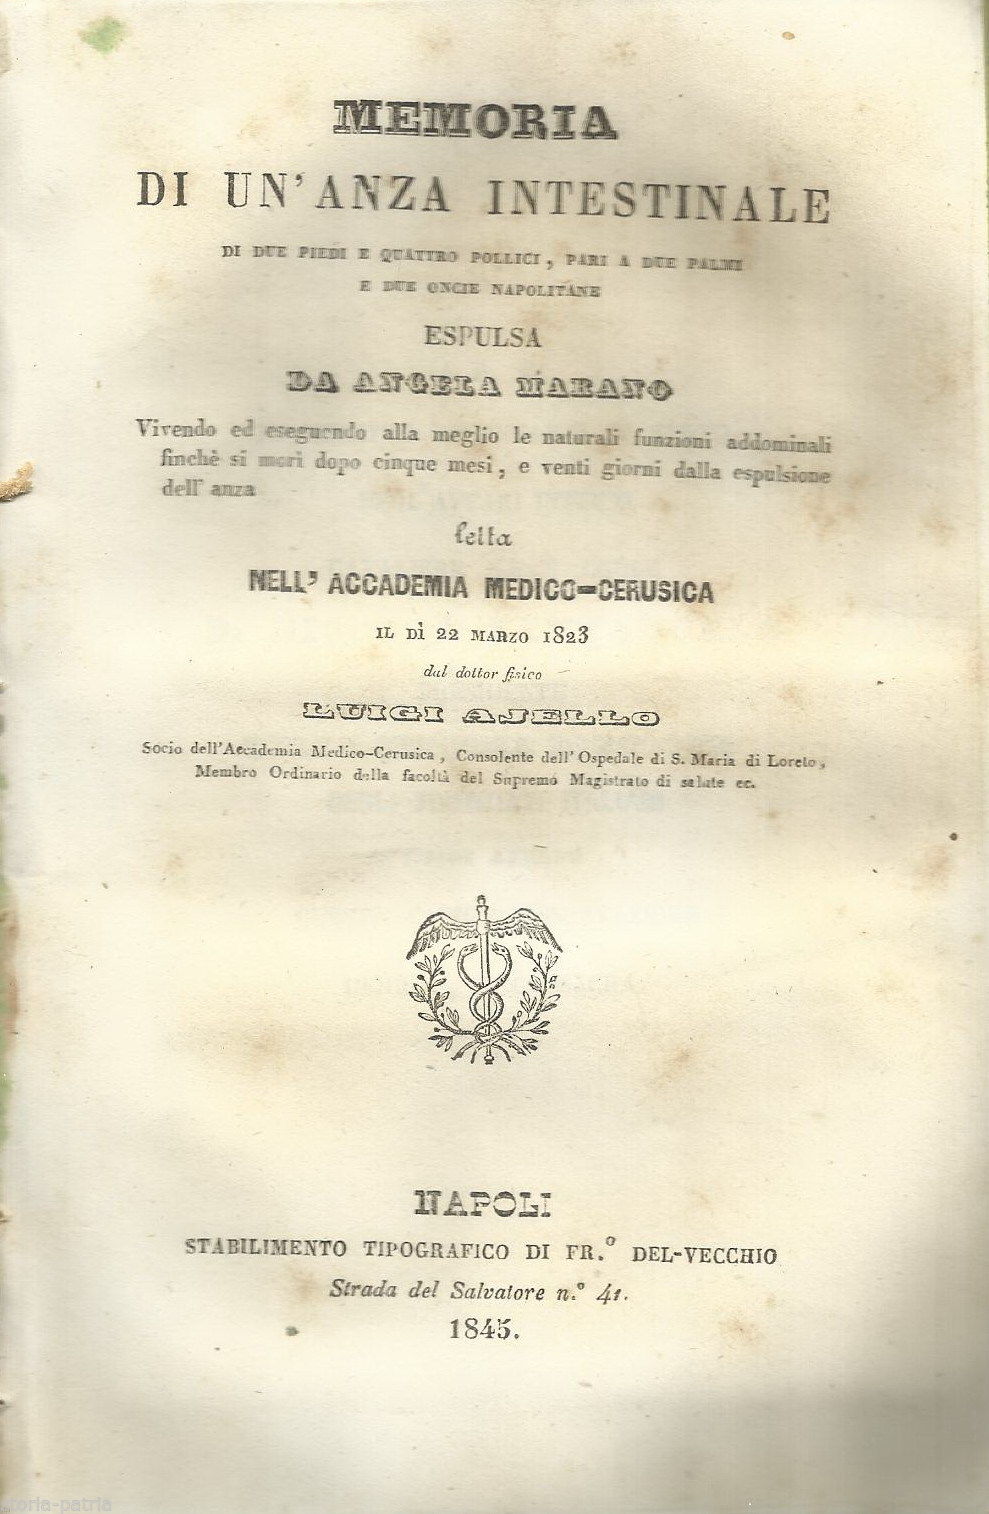 MEMORIA
DI UN'ANZA INTESTINALE
DI DUE PIEDI E QUATTRO POLLICI, PARI A DUE PALMI
E DUE ONCIE NAPOLITANE
ESPULSA
DA ANGELA MARANO
Vivendo ed eseguendo alla meglio le naturali funzioni addominali
finchè si morì dopo cinque mesi, e venti giorni dalla espulsione
dell' anza
letta
NELL' ACCADEMIA MEDICO-CERUSICA
IL DÌ 22 MARZO 1823
dal dottor fisico
LUIGI AJELLO
Socio dell'Accademia Medico-Cerusica, Consolente dell' Ospedale di S. Maria di Loreto,
Membro Ordinario della facoltà del Supremo Magistrato di salute ec.
NAPOLI
STABILIMENTO TIPOGRAFICO DI FR.º DEL-VECCHIO
Strada del Salvatore n.º 41.
1845.
storia-patria